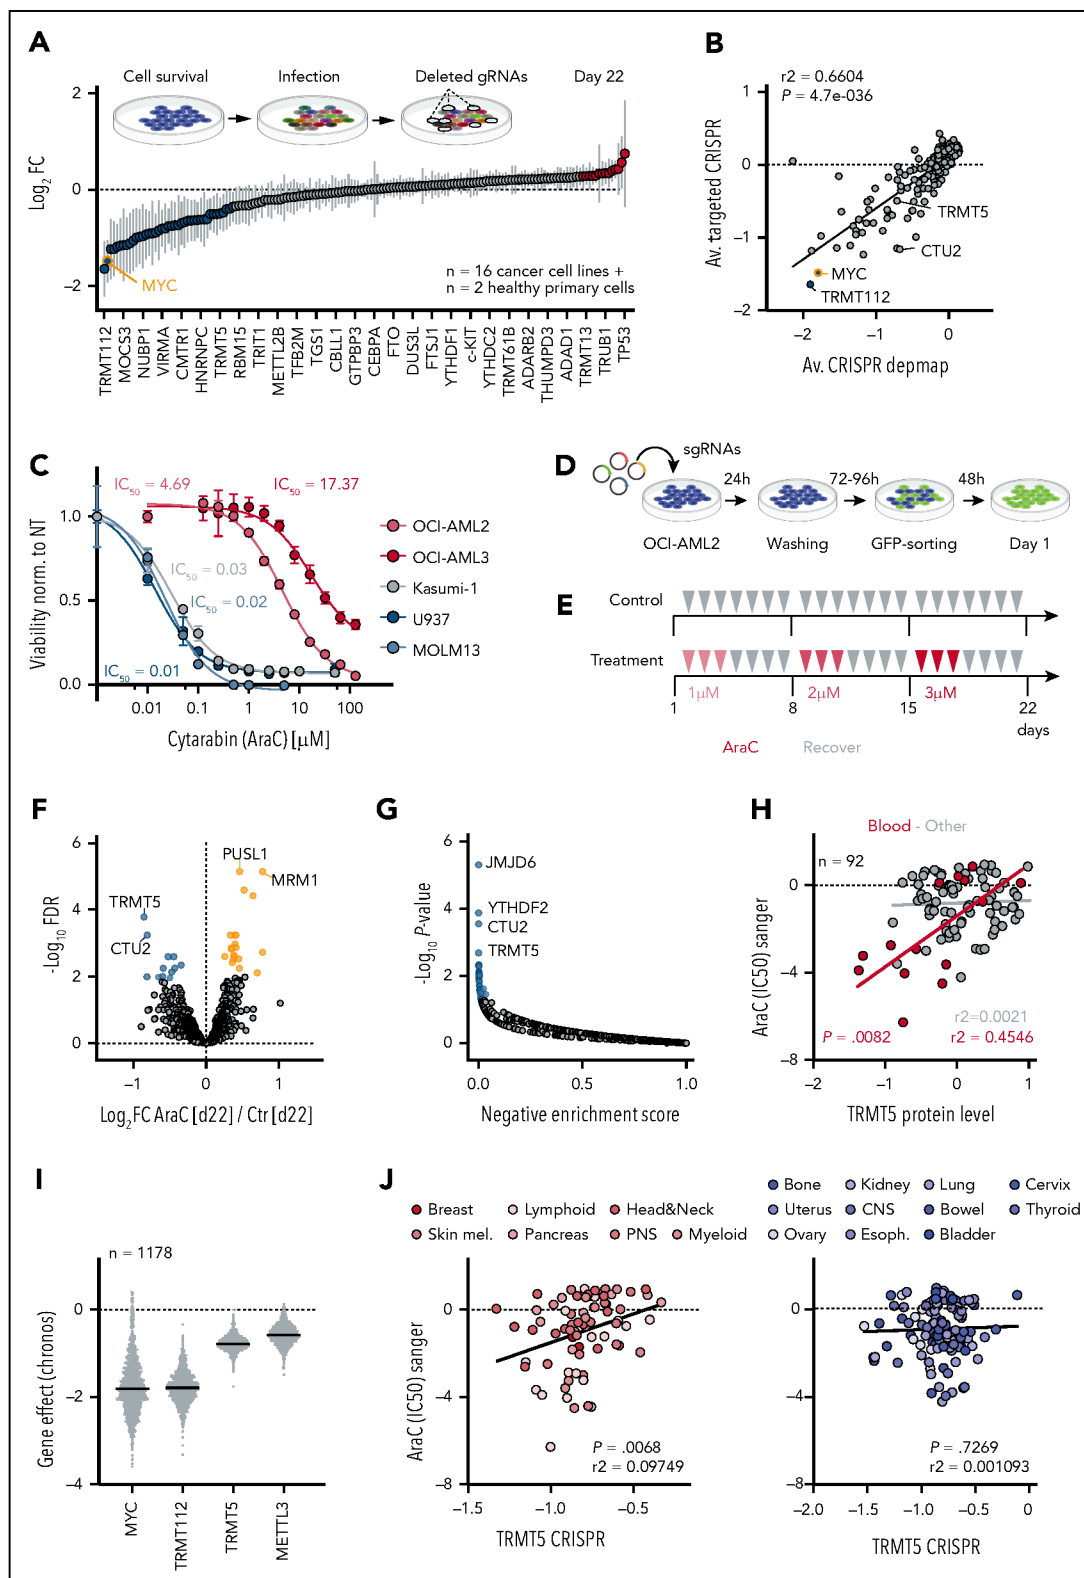 A
Cell survival
Infection
Deleted gRNAs
Day 22
2
0
−2
Log2 FC
MYC
n = 16 cancer cell lines +
n = 2 healthy primary cells
TRMT112
MOCS3
NUBP1
VIRMA
CMTR1
HNRNPC
TRMT5
RBM15
TRIT1
METTL2B
TFB2M
TGS1
CBLL1
GTPBP3
CEBPA
FTO
DUS3L
FTSJ1
YTHDF1
c-KIT
YTHDC2
TRMT61B
ADARB2
THUMPD3
ADAD1
TRMT13
TRUB1
TP53
B
r2 = 0.6604
P = 4.7e-036
1
0
−1
−2
Av. targeted CRISPR
TRMT5
CTU2
MYC
TRMT112
−2
−1
0
Av. CRISPR depmap
C
IC50 = 4.69
IC50 = 17.37
1.0
0.5
0.0
Viability norm. to NT
IC50 = 0.03
IC50 = 0.02
IC50 = 0.01
OCI-AML2
OCI-AML3
Kasumi-1
U937
MOLM13
0.01
0.1
1
10
100
Cytarabin (AraC) [μM]
D
sgRNAs
24h
72-96h
48h
OCI-AML2
Washing
GFP-sorting
Day 1
E
Control
Treatment
1μM
2μM
3μM
1
8
15
22
days
AraC
Recover
F
6
4
2
0
-Log10 FDR
PUSL1
MRM1
TRMT5
CTU2
−1
0
1
Log2FC AraC [d22] / Ctr [d22]
G
6
4
2
0
-Log10 P-value
JMJD6
YTHDF2
CTU2
TRMT5
0.0
0.5
1.0
Negative enrichment score
H
Blood - Other
4
n = 92
0
−4
−8
AraC (IC50) sanger
r2=0.0021
P = .0082
r2 = 0.4546
−2
−1
0
1
TRMT5 protein level
I
n = 1178
0
−2
−4
Gene effect (chronos)
MYC
TRMT112
TRMT5
METTL3
J
Breast
Lymphoid
Head&Neck
Skin mel.
Pancreas
PNS
Myeloid
4
0
−4
−8
AraC (IC50) sanger
P = .0068
r2 = 0.09749
−1.5
−1.0
−0.5
TRMT5 CRISPR
Bone
Kidney
Lung
Cervix
Uterus
CNS
Bowel
Thyroid
Ovary
Esoph.
Bladder
4
0
−4
−8
P = .7269
r2 = 0.001093
−2.0
−1.5
−1.0
−0.5
0
TRMT5 CRISPR